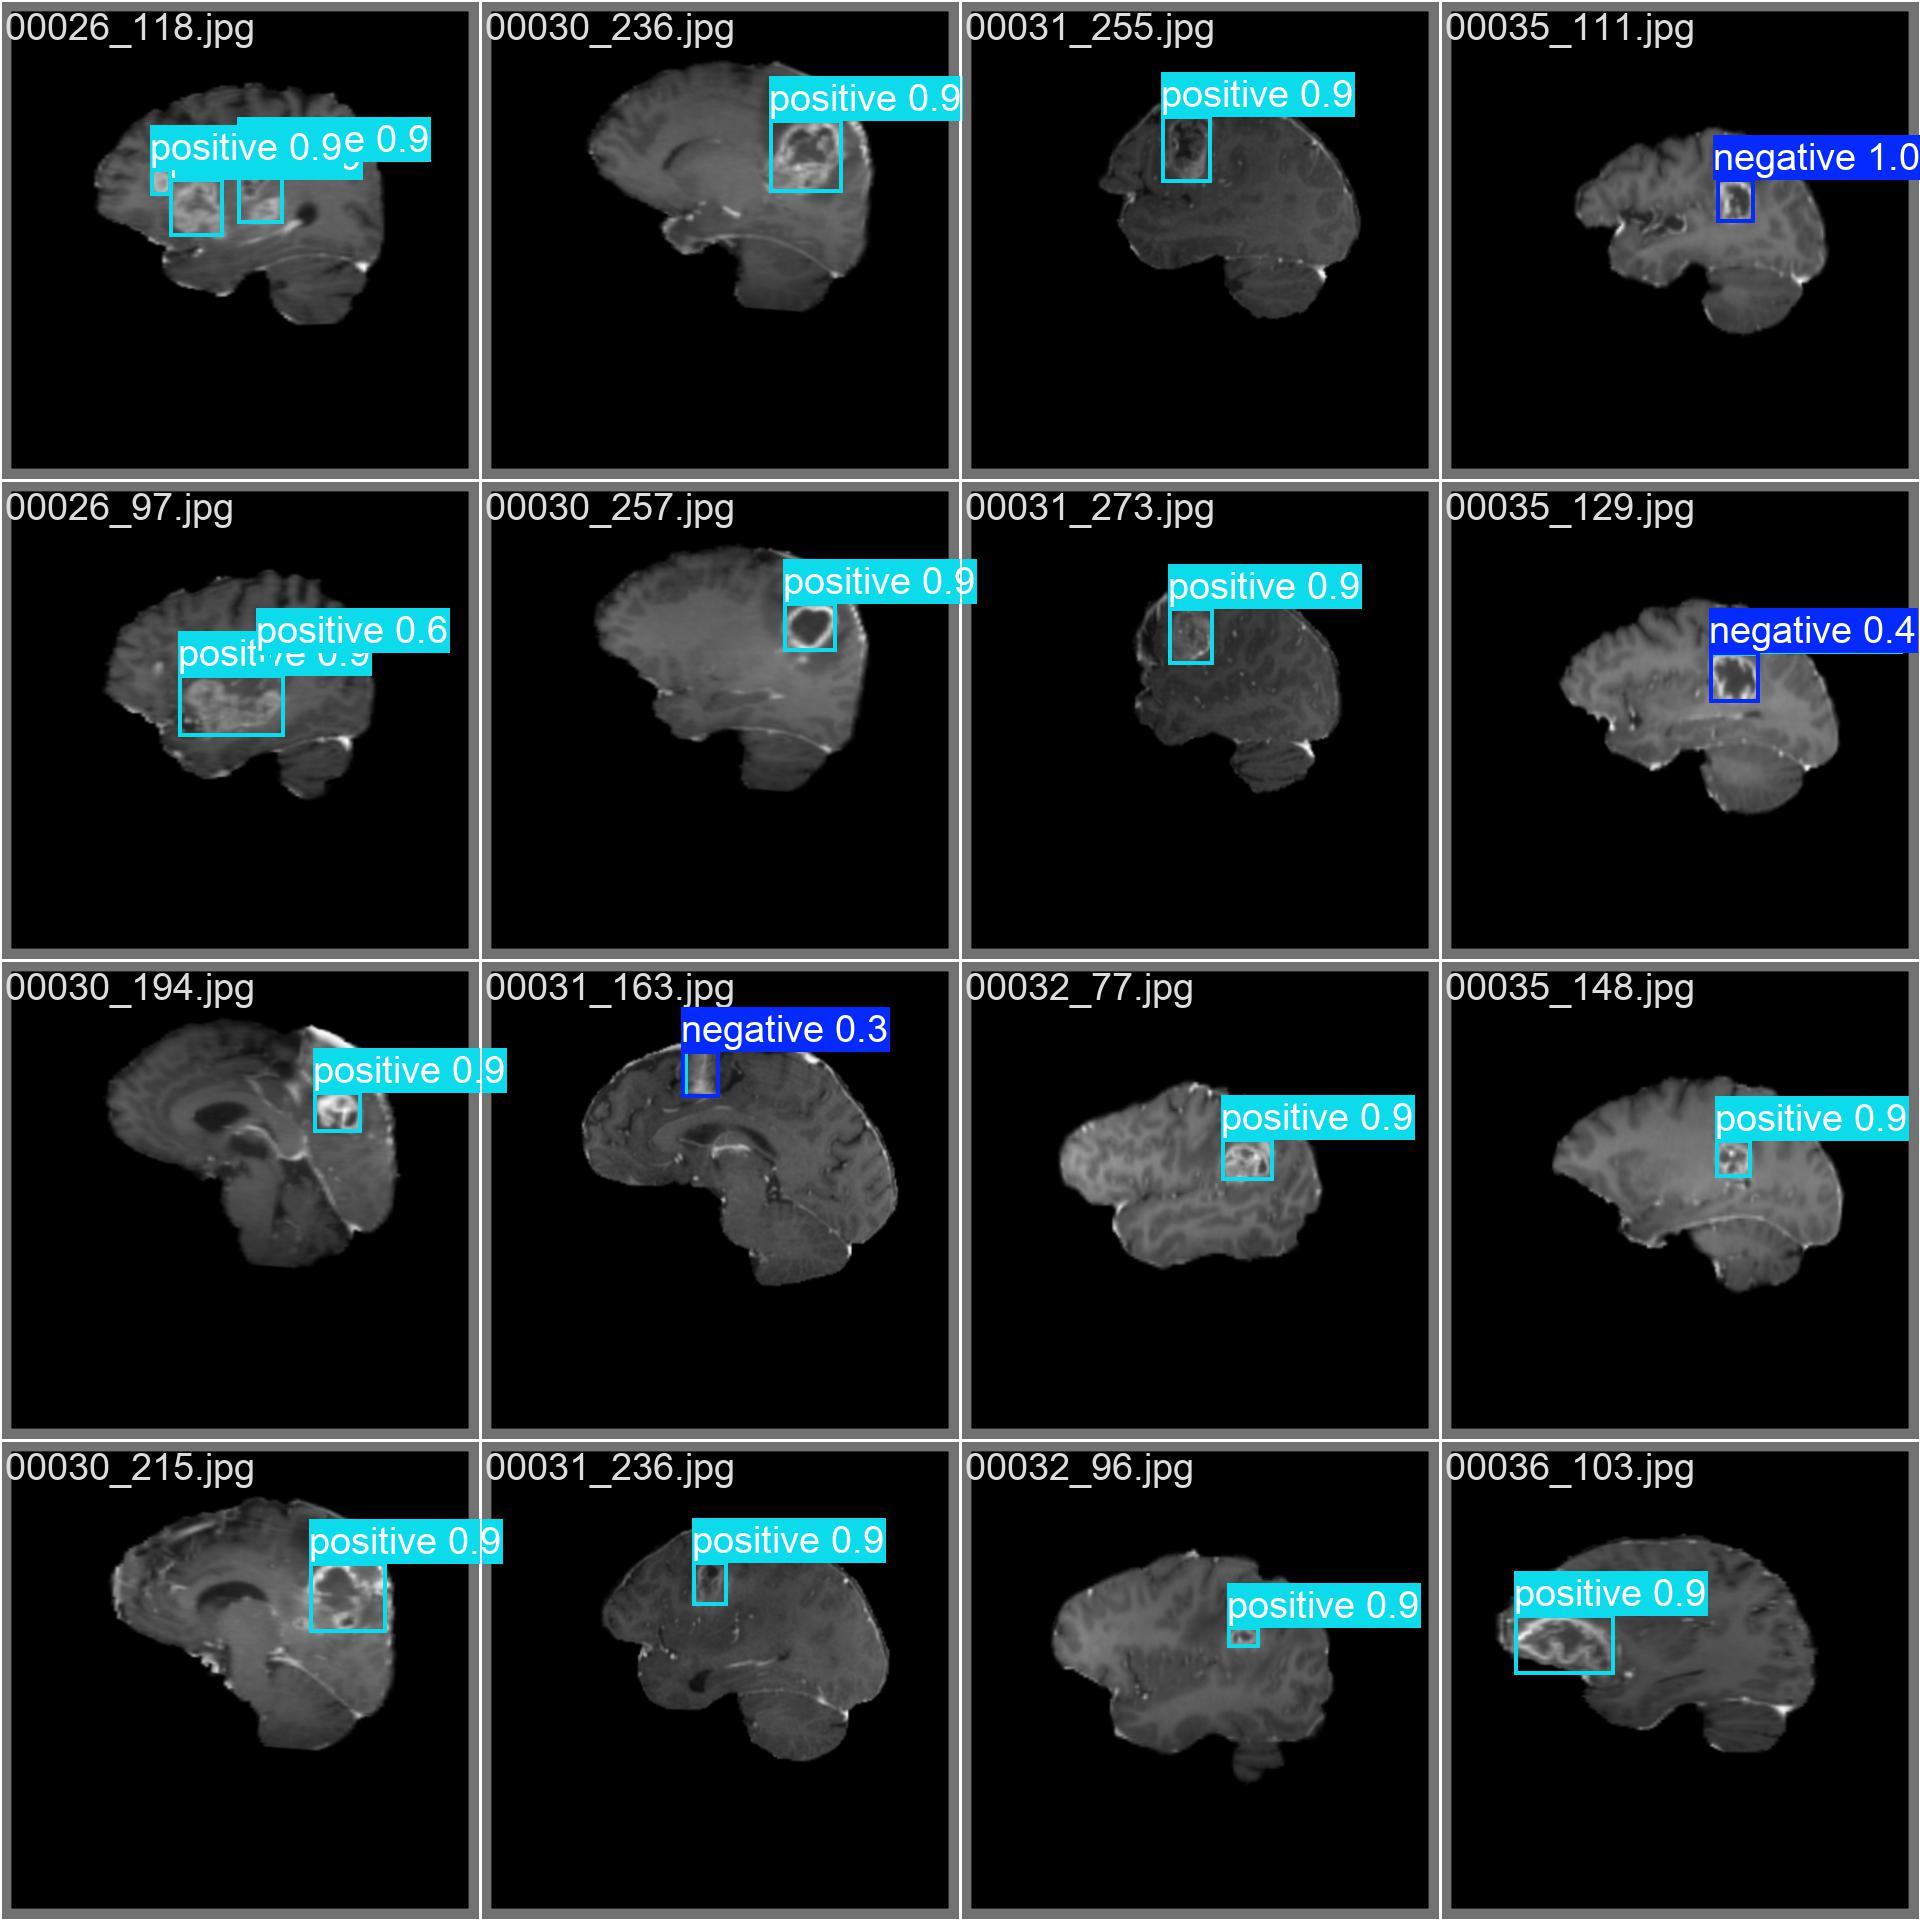 00026_118.jpg
positive 0.9
e 0.9
00030_236.jpg
positive 0.9
00031_255.jpg
positive 0.9
00035_111.jpg
negative 1.0
00026_97.jpg
positive 0.6
positive 0.9
00030_257.jpg
positive 0.9
00031_273.jpg
positive 0.9
00035_129.jpg
negative 0.4
00030_194.jpg
positive 0.9
00031_163.jpg
negative 0.3
00032_77.jpg
positive 0.9
00035_148.jpg
positive 0.9
00030_215.jpg
positive 0.9
00031_236.jpg
positive 0.9
00032_96.jpg
positive 0.9
00036_103.jpg
positive 0.9